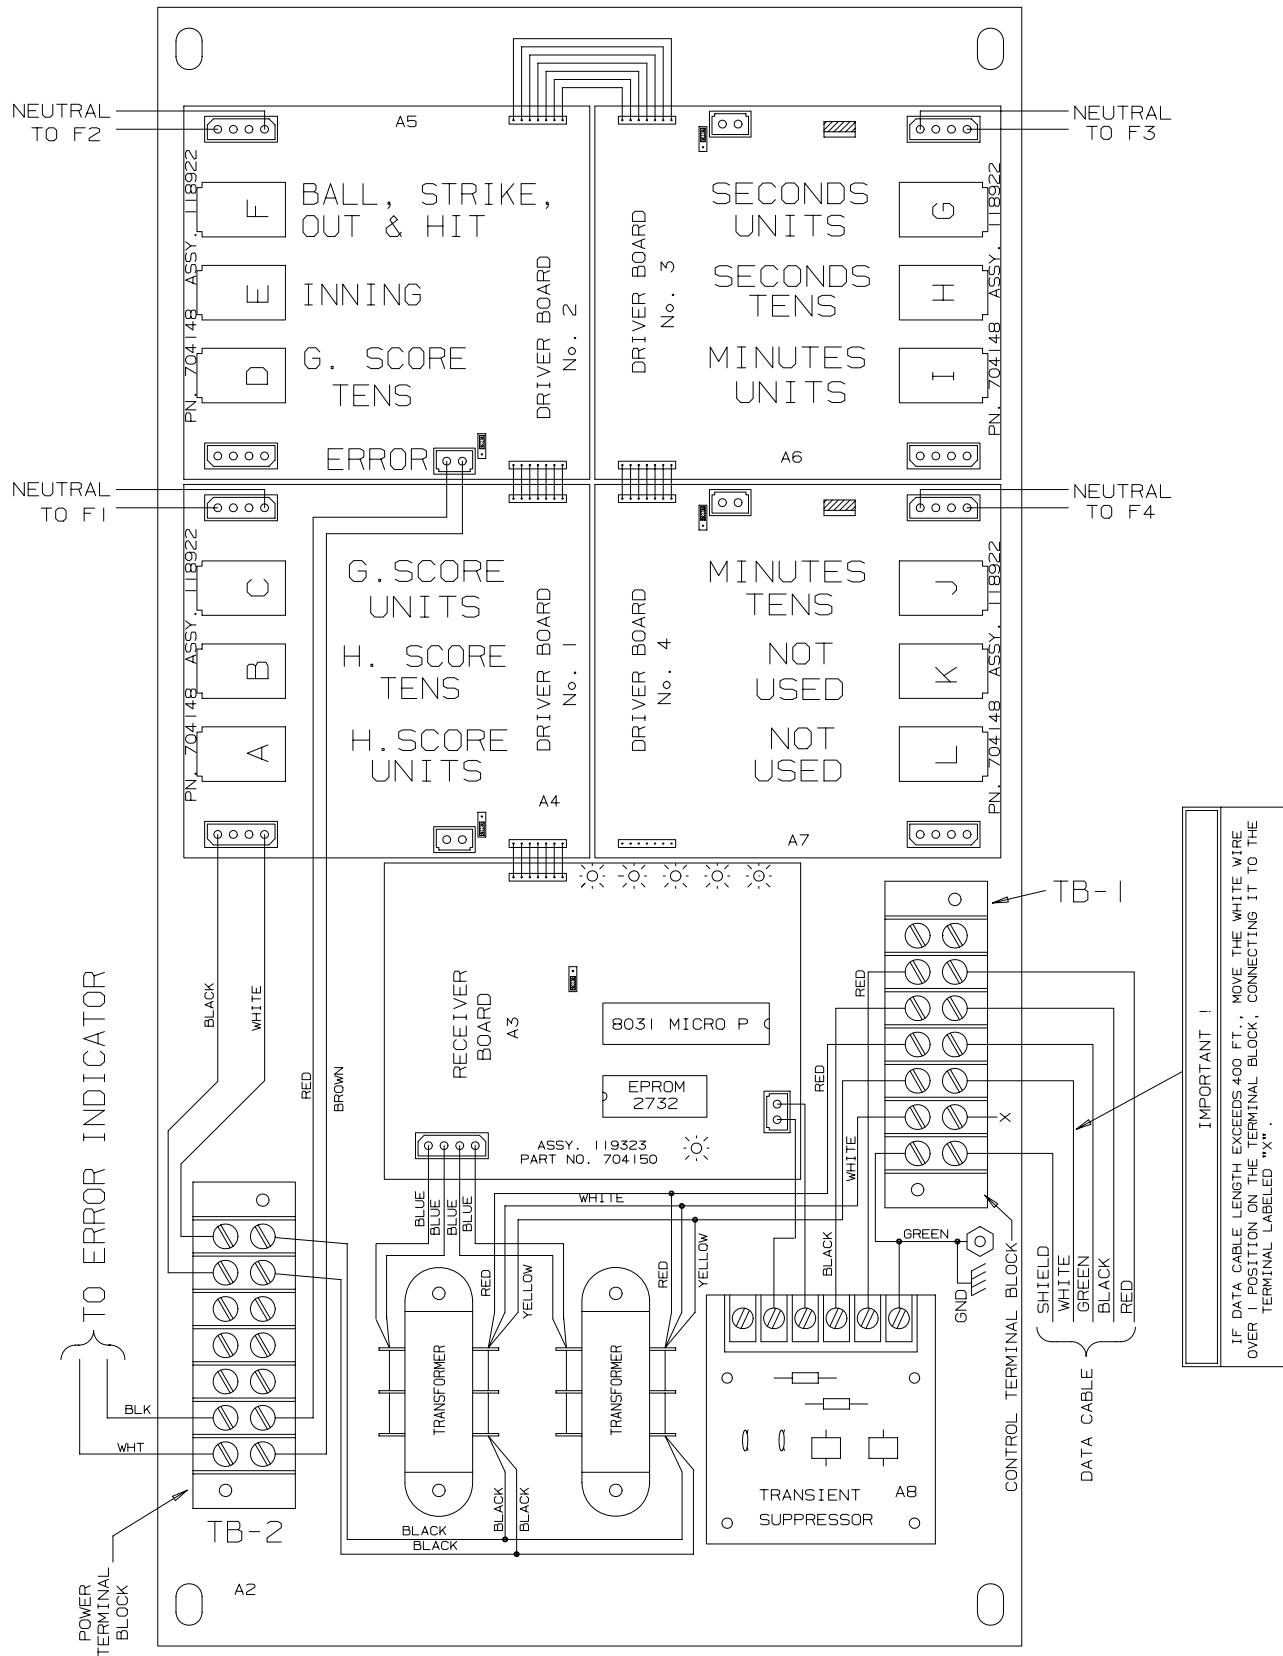 NEUTRAL
TO F2
A5
NEUTRAL
TO F3
PN. 704148 ASSY. 118922
F
BALL, STRIKE,
OUT & HIT
E
INNING
D
G. SCORE
TENS
DRIVER BOARD
No. 2
ERROR
DRIVER BOARD
No. 3
SECONDS
UNITS
G
SECONDS
TENS
H
MINUTES
UNITS
I
A6
PN. 704148 ASSY. 118922
NEUTRAL
TO F1
NEUTRAL
TO F4
PN. 704148 ASSY. 118922
C
G.SCORE
UNITS
B
H. SCORE
TENS
A
H.SCORE
UNITS
DRIVER BOARD
No. 1
A4
DRIVER BOARD
No. 4
MINUTES
TENS
J
NOT
USED
K
NOT
USED
L
A7
PN. 704148 ASSY. 118922
TB-1
BLACK
WHITE
RED
BROWN
TO ERROR INDICATOR
RECEIVER
BOARD
A3
8031 MICRO P
EPROM
2732
ASSY. 119323
PART NO. 704150
RED
RED
WHITE
X
BLUE
BLUE
BLUE
BLUE
WHITE
RED
YELLOW
RED
YELLOW
BLACK
GREEN
GND
CONTROL TERMINAL BLOCK
SHIELD
WHITE
GREEN
BLACK
RED
DATA CABLE
IMPORTANT !
IF DATA CABLE LENGTH EXCEEDS 400 FT., MOVE THE WHITE WIRE
OVER 1 POSITION ON THE TERMINAL BLOCK, CONNECTING IT TO THE
TERMINAL LABELED "X".
TRANSFORMER
TRANSFORMER
BLK
WHT
BLACK
BLACK
BLACK
BLACK
TRANSIENT
SUPPRESSOR
A8
TB-2
POWER
TERMINAL
BLOCK
A2